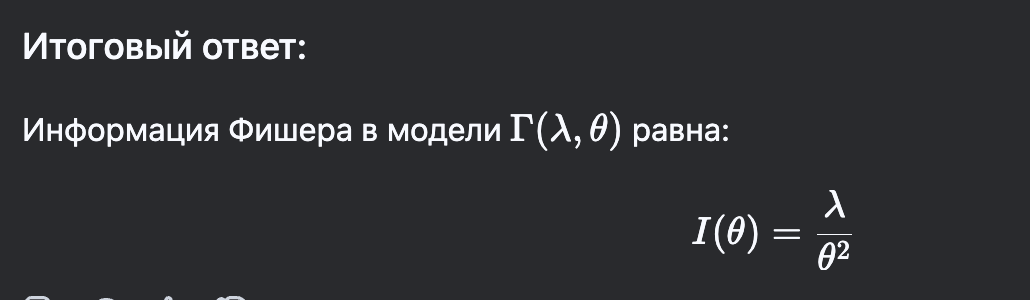 Итоговый ответ:
Информация Фишера в модели Γ(λ, θ) равна:
I(θ) = λ/θ²